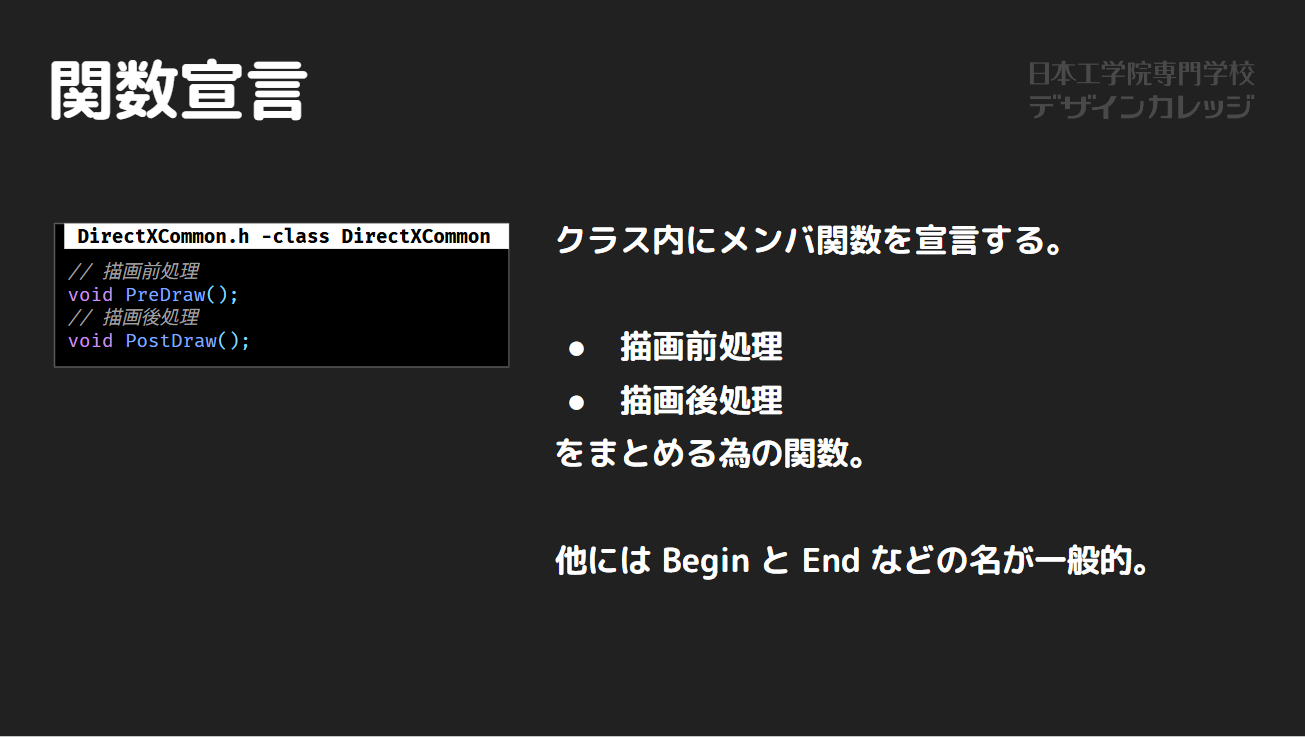 関数宣言
日本工学院専門学校
デザインカレッジ
DirectXCommon.h -class DirectXCommon
// 描画前処理
void PreDraw();
// 描画後処理
void PostDraw();
クラス内にメンバ関数を宣言する。
● 描画前処理
● 描画後処理
をまとめる為の関数。
他には Begin と End などの名が一般的。